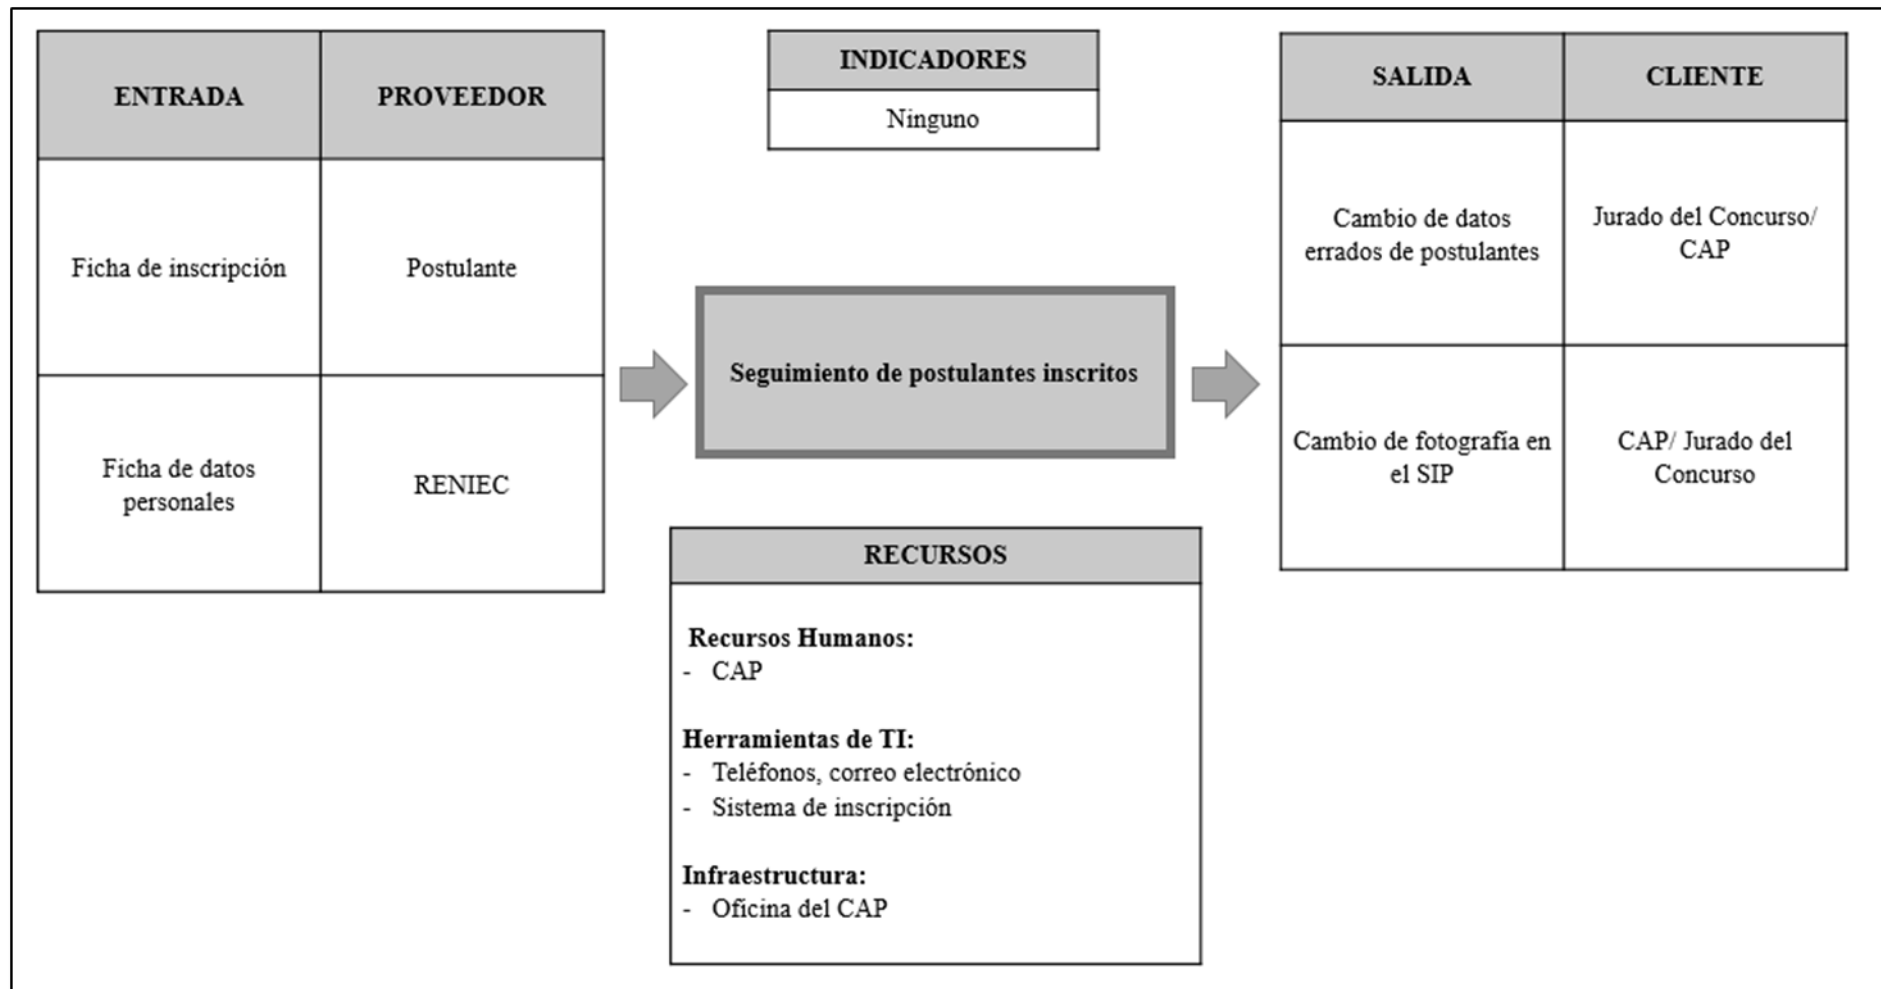 ENTRADA
PROVEEDOR
Ficha de inscripción
Postulante
Ficha de datos
personales
RENIEC
INDICADORES
Ninguno
Seguimiento de postulantes inscritos
RECURSOS
Recursos Humanos:
- CAP
Herramientas de TI:
- Teléfonos, correo electrónico
- Sistema de inscripción
Infraestructura:
- Oficina del CAP
SALIDA
CLIENTE
Cambio de datos
errados de postulantes
Jurado del Concurso/
CAP
Cambio de fotografía en
el SIP
CAP/ Jurado del
Concurso